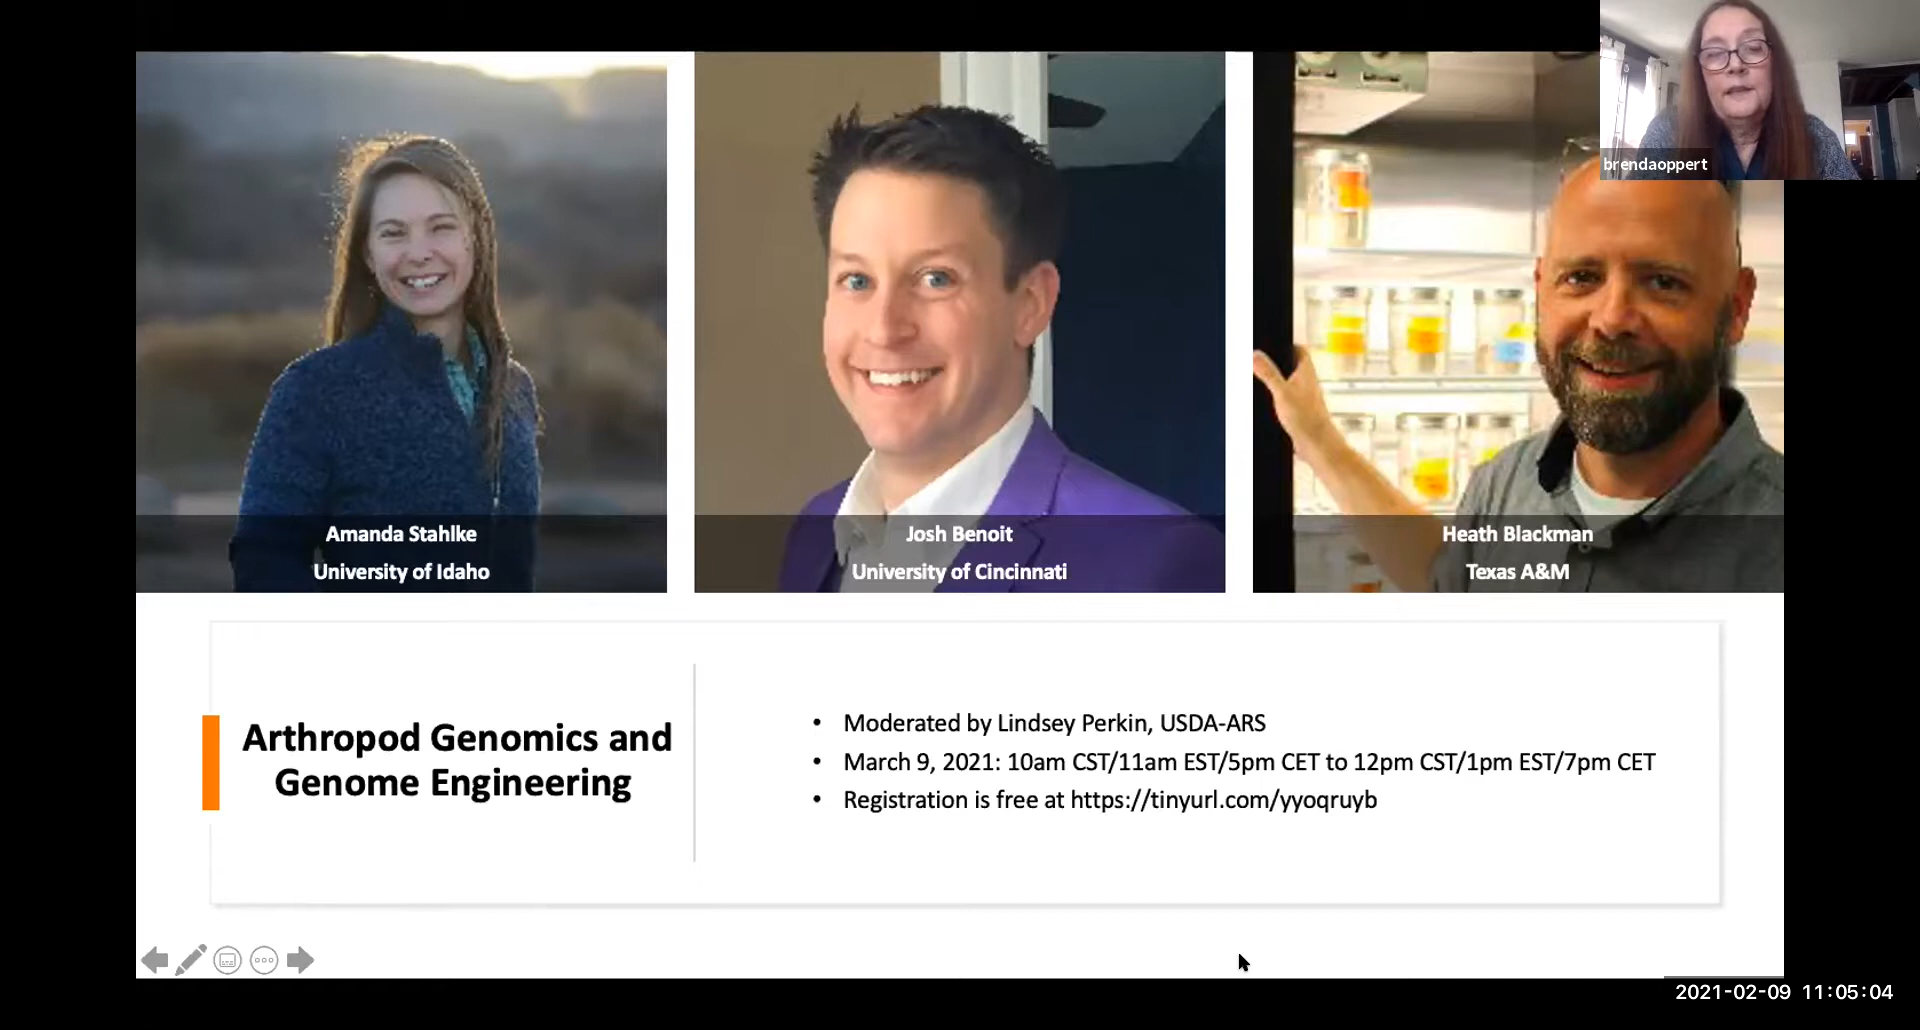 brendaoppert
Amanda Stahlke
University of Idaho
Josh Benoit
University of Cincinnati
Heath Blackman
Texas A&M
Arthropod Genomics and
Genome Engineering
• Moderated by Lindsey Perkin, USDA-ARS
• March 9, 2021: 10am CST/11am EST/5pm CET to 12pm CST/1pm EST/7pm CET
• Registration is free at https://tinyurl.com/yyoqruyb
2021-02-09 11:05:04